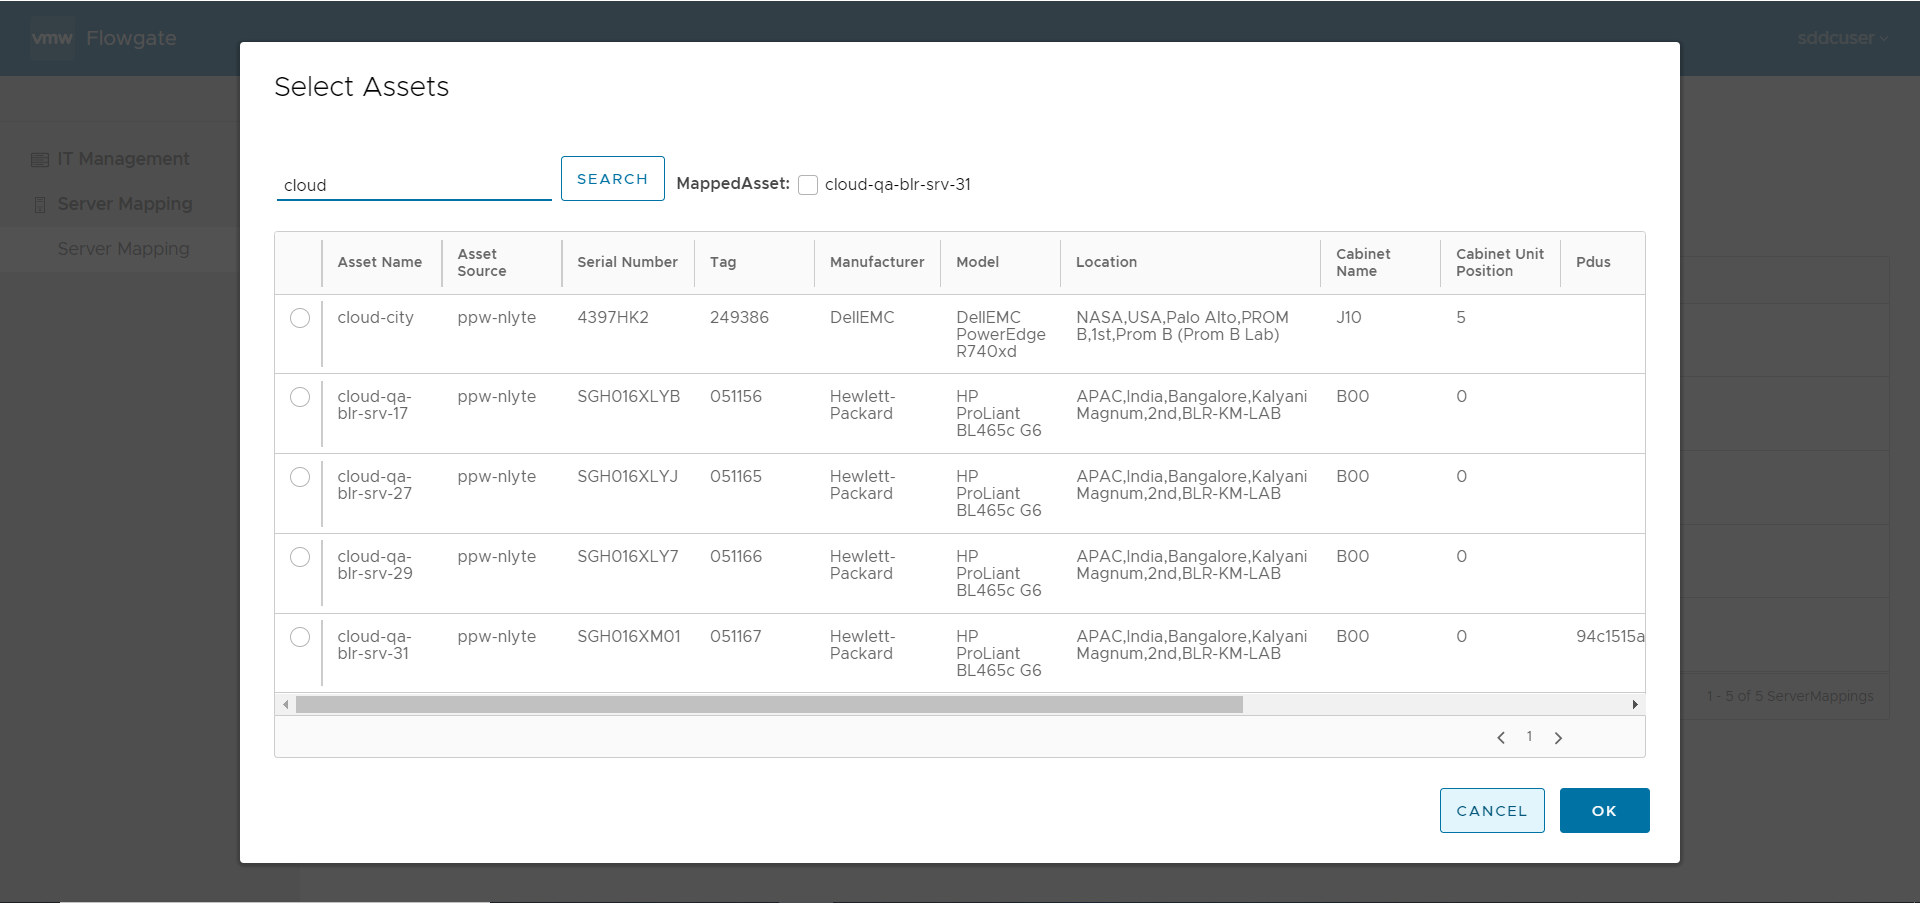 vmw Flowgate
sddcuser
Select Assets
IT Management
Server Mapping
Server Mapping
cloud
SEARCH
MappedAsset: cloud-qa-blr-srv-31
Asset Name
Asset
Source
Serial Number
Tag
Manufacturer
Model
Location
Cabinet
Name
Cabinet Unit
Position
Pdus
cloud-city
ppw-nlyte
4397HK2
249386
DellEMC
DellEMC
PowerEdge
R740xd
NASA,USA,Palo Alto,PROM
B,1st,Prom B (Prom B Lab)
J10
5
cloud-qa-
blr-srv-17
ppw-nlyte
SGH016XLYB
051156
Hewlett-
Packard
HP
ProLiant
BL465c G6
APAC,India,Bangalore,Kalyani
Magnum,2nd,BLR-KM-LAB
B00
0
cloud-qa-
blr-srv-27
ppw-nlyte
SGH016XLYJ
051165
Hewlett-
Packard
HP
ProLiant
BL465c G6
APAC,India,Bangalore,Kalyani
Magnum,2nd,BLR-KM-LAB
B00
0
cloud-qa-
blr-srv-29
ppw-nlyte
SGH016XLY7
051166
Hewlett-
Packard
HP
ProLiant
BL465c G6
APAC,India,Bangalore,Kalyani
Magnum,2nd,BLR-KM-LAB
B00
0
cloud-qa-
blr-srv-31
ppw-nlyte
SGH016XM01
051167
Hewlett-
Packard
HP
ProLiant
BL465c G6
APAC,India,Bangalore,Kalyani
Magnum,2nd,BLR-KM-LAB
B00
0
94c1515a
1 - 5 of 5 ServerMappings
1
CANCEL
OK